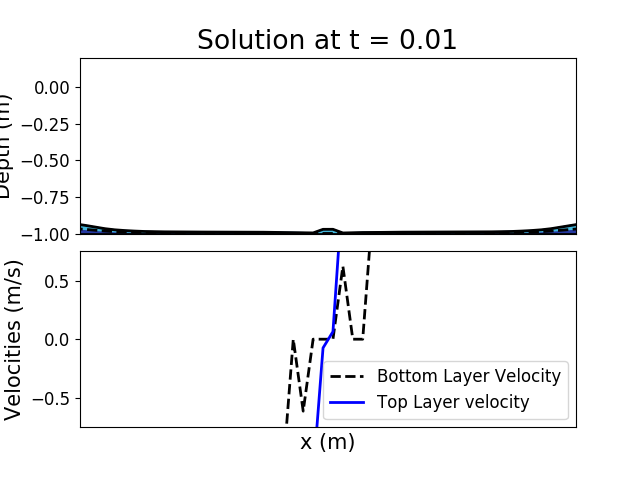 Solution at t = 0.01
Depth (m)
0.00
−0.25
−0.50
−0.75
−1.00
Velocities (m/s)
0.5
0.0
−0.5
Bottom Layer Velocity
Top Layer velocity
x (m)